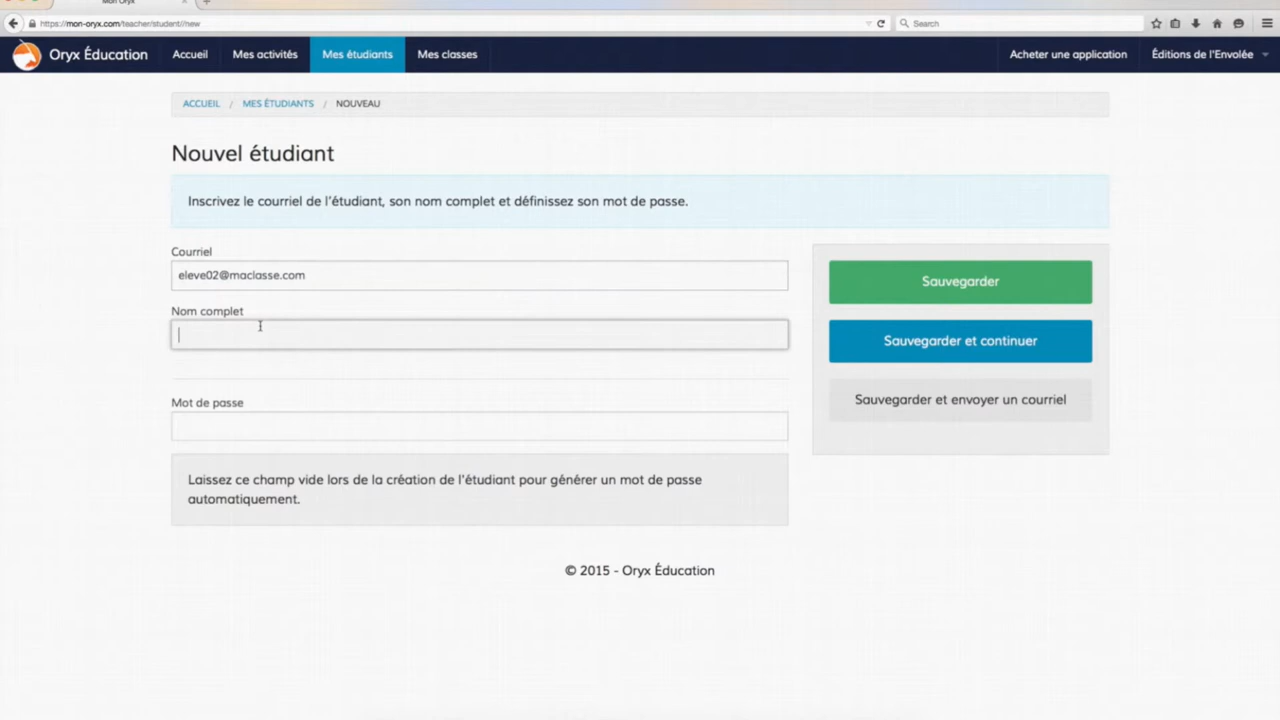 Mon Oryx
https://mon-oryx.com/teacher/student//new
Search
Oryx Éducation
Accueil
Mes activités
Mes étudiants
Mes classes
Acheter une application
Éditions de l'Envolée
ACCUEIL / MES ÉTUDIANTS / NOUVEAU
Nouvel étudiant
Inscrivez le courriel de l'étudiant, son nom complet et définissez son mot de passe.
Courriel
eleve02@maclasse.com
Nom complet
Mot de passe
Laissez ce champ vide lors de la création de l'étudiant pour générer un mot de passe
automatiquement.
Sauvegarder
Sauvegarder et continuer
Sauvegarder et envoyer un courriel
© 2015 - Oryx Éducation